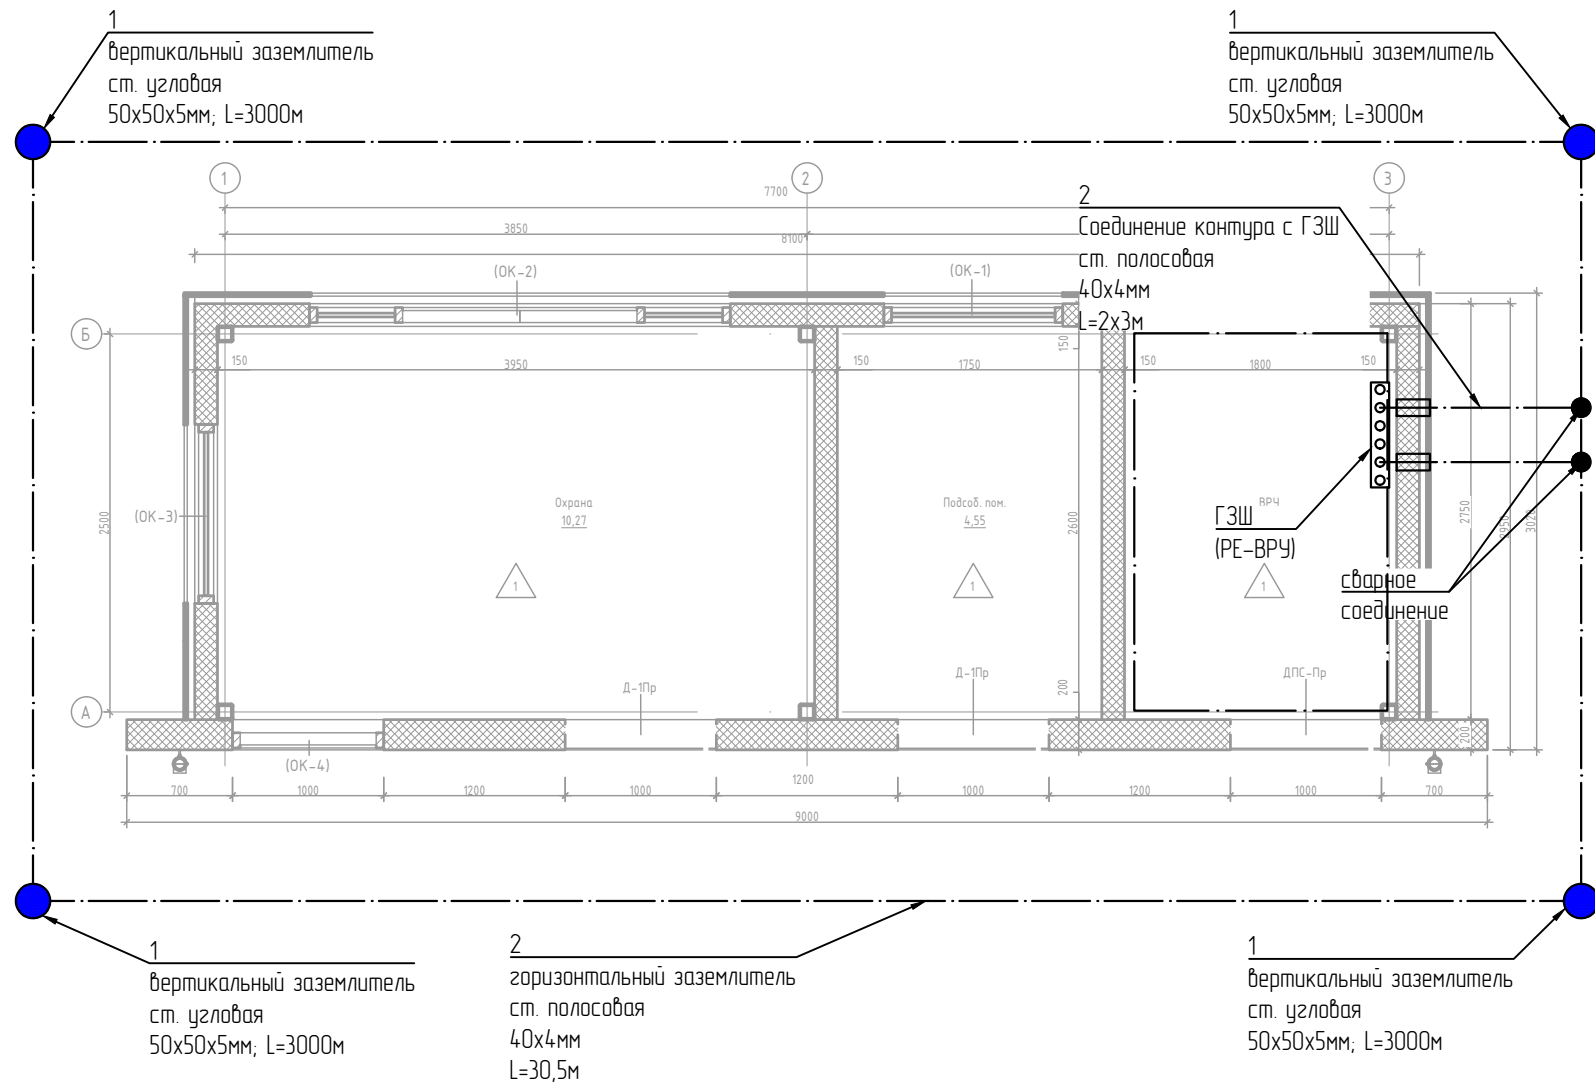 1
вертикальный заземлитель
ст. угловая
50х50х5мм; L=3000м
1
вертикальный заземлитель
ст. угловая
50х50х5мм; L=3000м
1
2
3
7700
2
Соединение контура с ГЗШ
ст. полосовая
40х4мм
L=2х3м
3850
8100
(ОК-2)
(ОК-1)
Б
150
3950
150
1750
150
150
1800
150
(ОК-3)
2500
Охрана
10,27
Подсоб. пом.
4,55
2600
ВРУ
ГЗШ
(РЕ-ВРУ)
2750
2950
3020
1
1
1
сварное
соединение
Д-1Пр
Д-1Пр
200
ДПС-Пр
А
200
(ОК-4)
700
1000
1200
1000
1200
1000
1200
1000
700
9000
1
вертикальный заземлитель
ст. угловая
50х50х5мм; L=3000м
2
горизонтальный заземлитель
ст. полосовая
40х4мм
L=30,5м
1
вертикальный заземлитель
ст. угловая
50х50х5мм; L=3000м